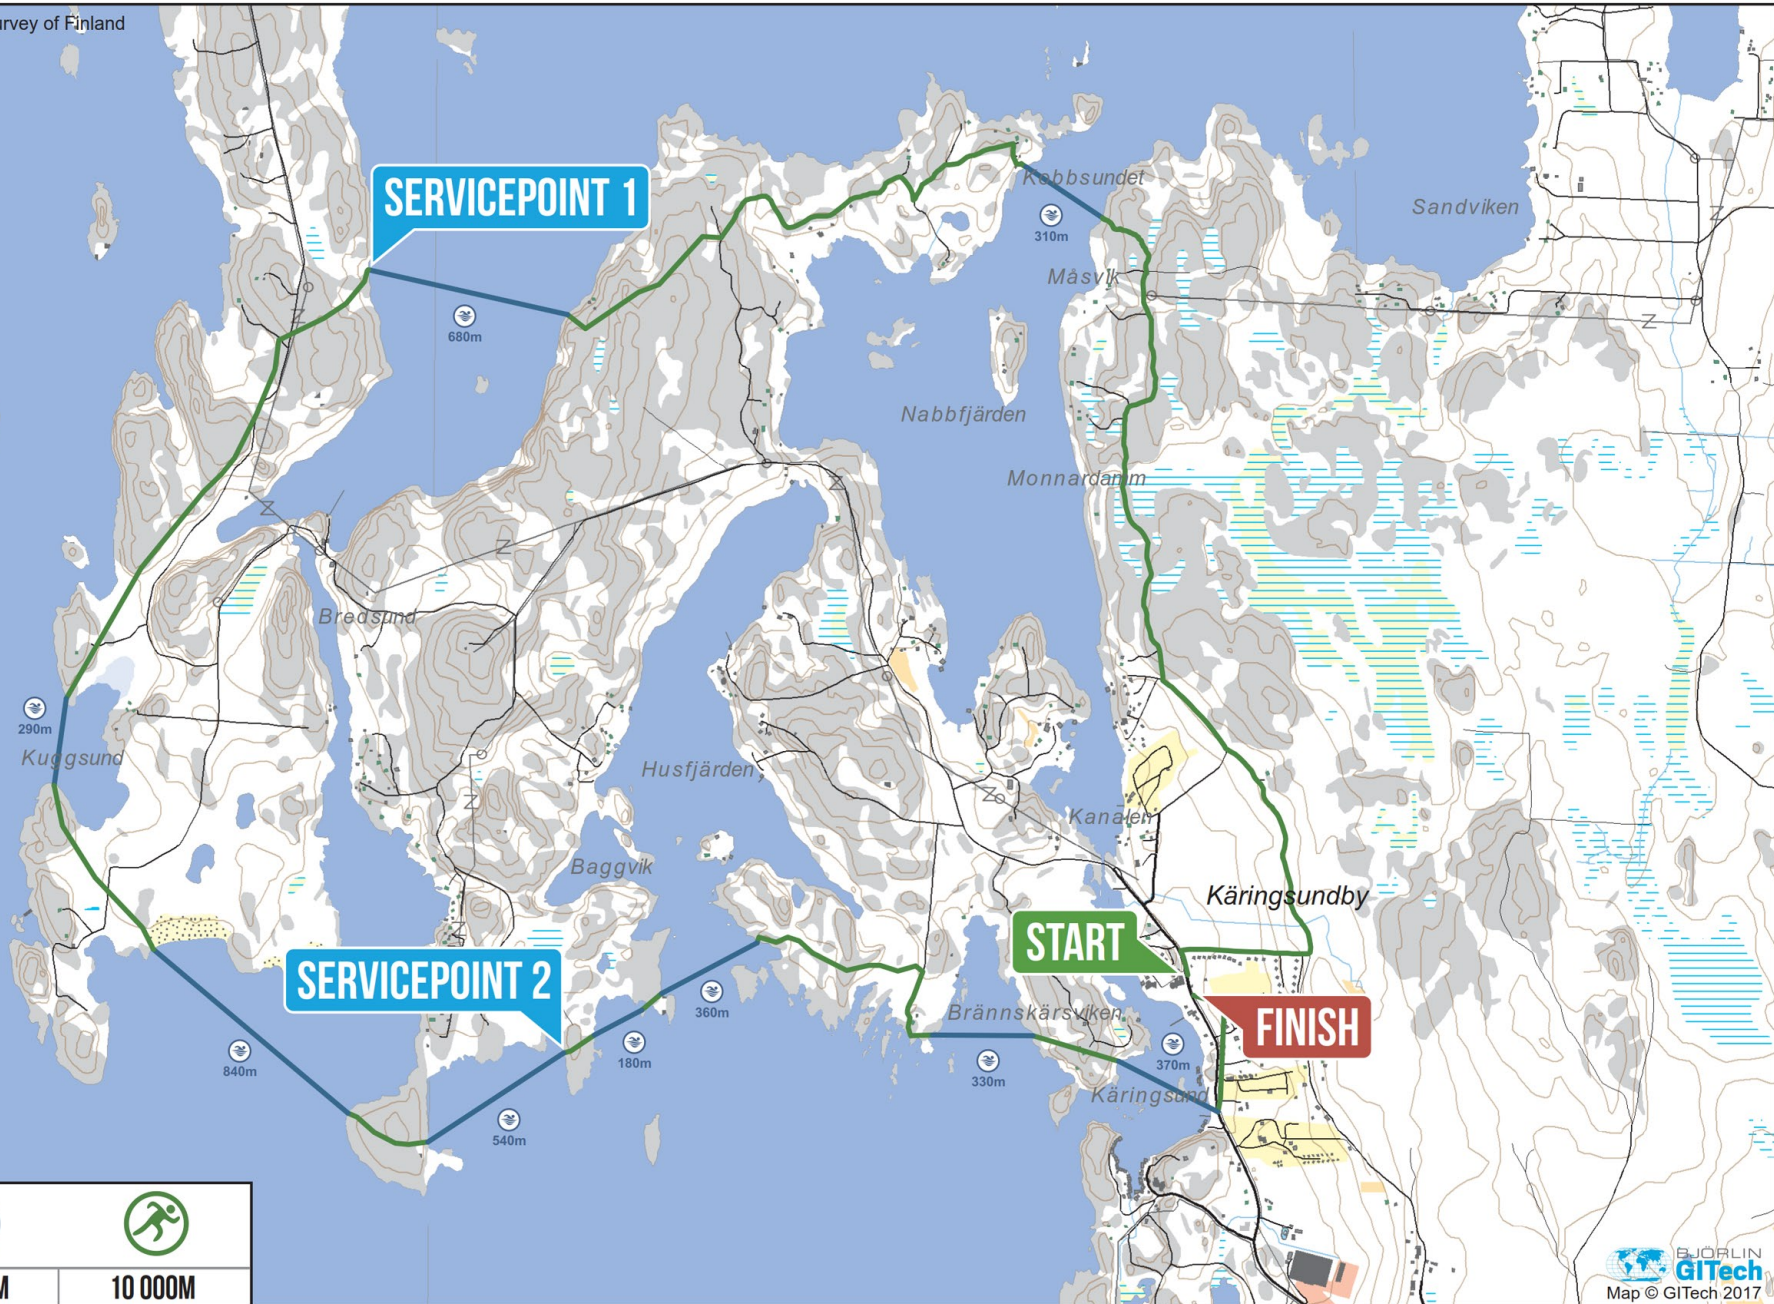 Survey of Finland
SERVICEPOINT 1
Kobbsundet
Sandviken
310m
Måsvik
680m
Nabbfjärden
Monnardamm
Bredsund
290m
Kuggsund
Husfjärden
Kanalen
Baggvik
Käringsundby
START
SERVICEPOINT 2
360m
Brännskärsviken
FINISH
180m
370m
840m
330m
Käringsund
540m
M
10 000M
BJÖRLIN
GITech
Map © GITech 2017